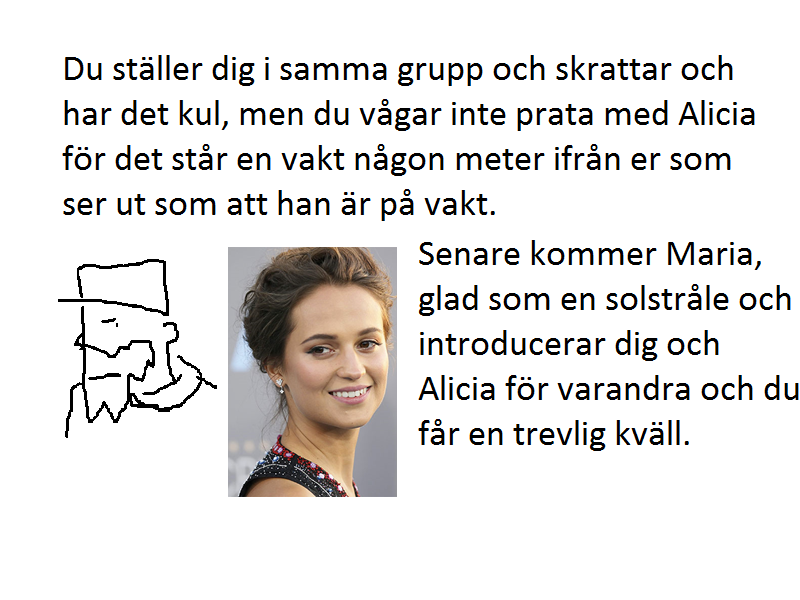 Du ställer dig i samma grupp och skrattar och
har det kul, men du vågar inte prata med Alicia
för det står en vakt någon meter ifrån er som
ser ut som att han är på vakt.
Senare kommer Maria,
glad som en solstråle och
introducerar dig och
Alicia för varandra och du
får en trevlig kväll.